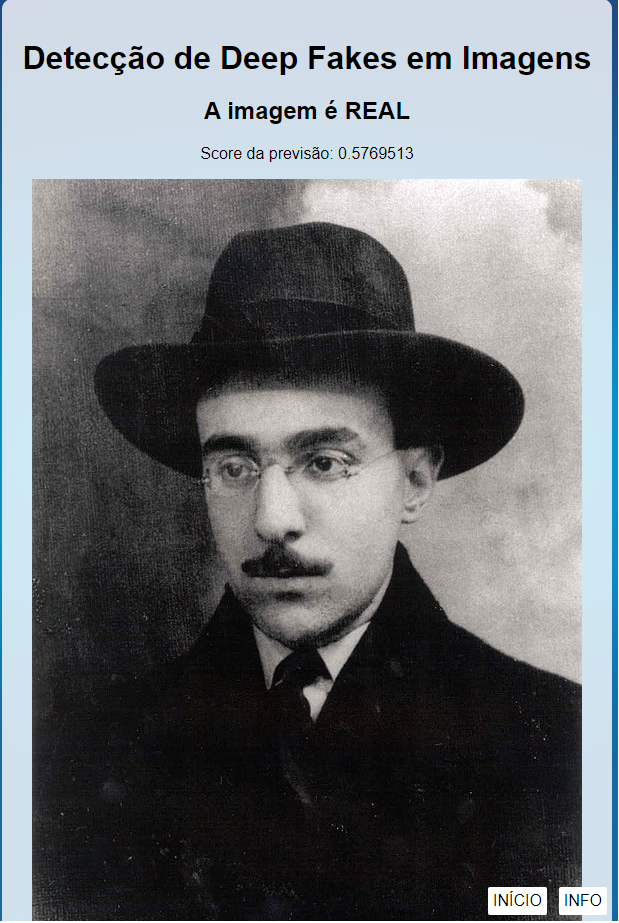 Detecção de Deep Fakes em Imagens
A imagem é REAL
Score da previsão: 0.5769513
INÍCIO INFO